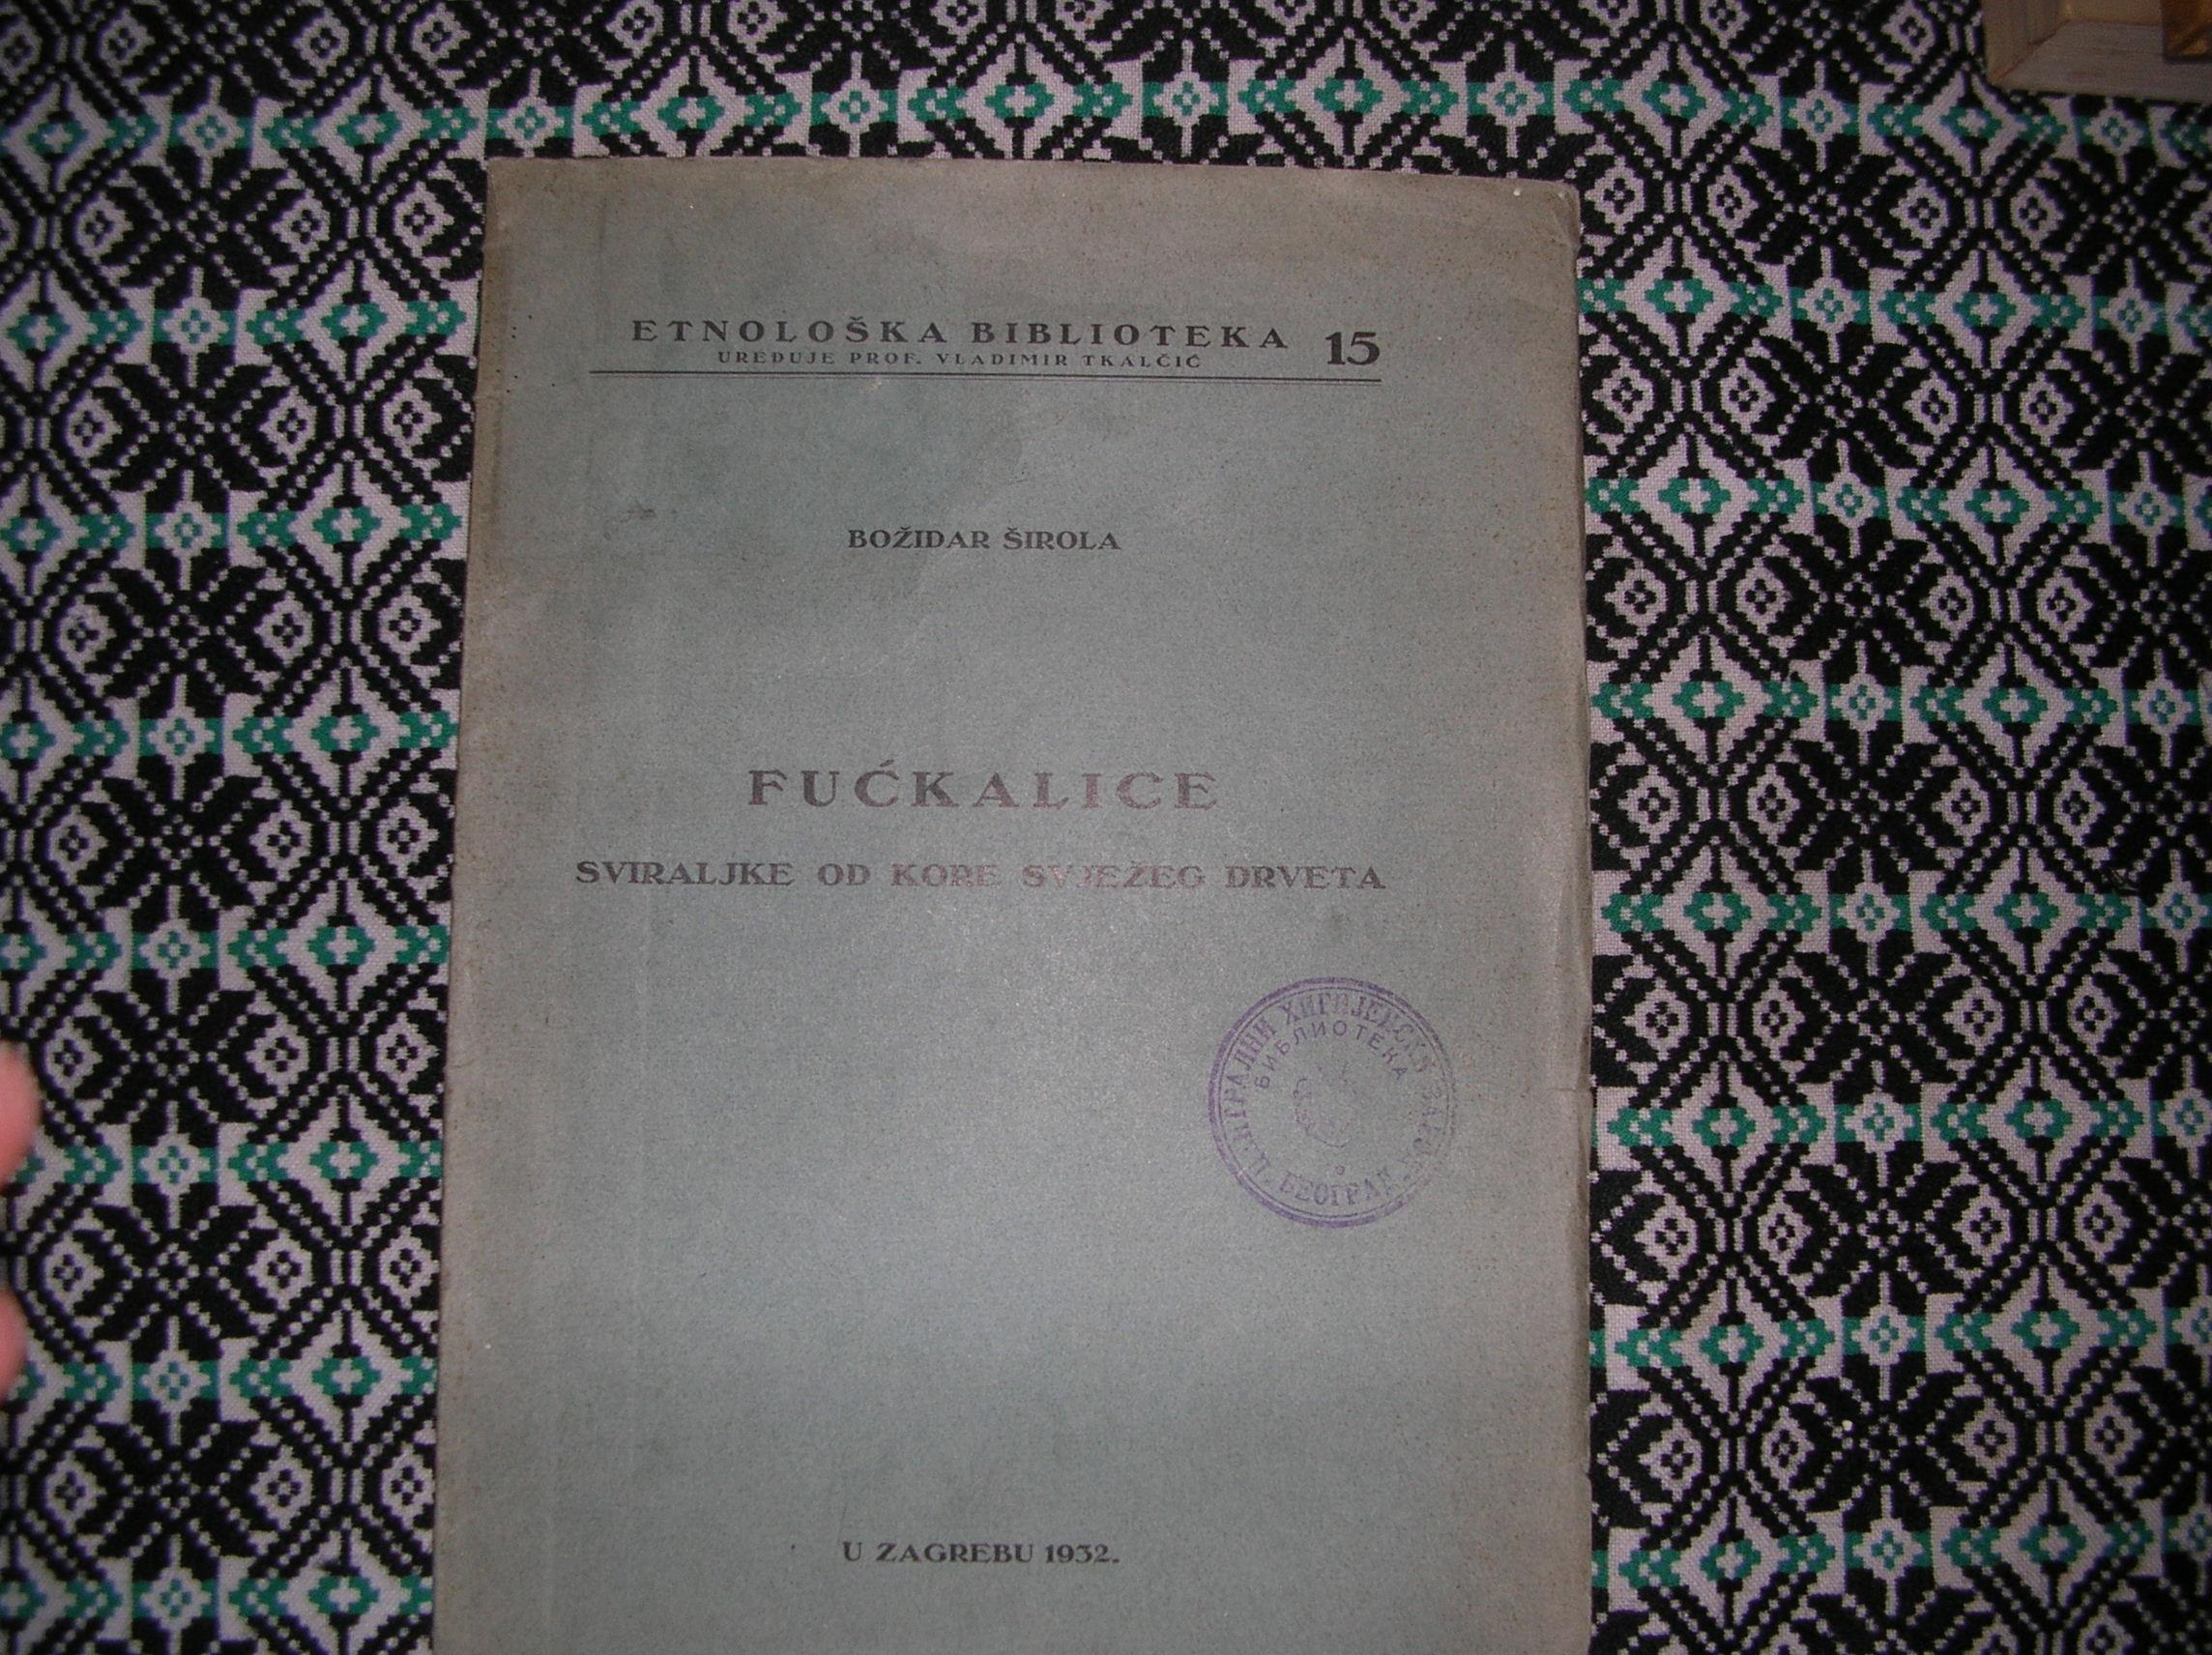 ETNOLOŠKA BIBLIOTEKA 15
UREĐUJE PROF. VLADIMIR TKALČIĆ
BOŽIDAR ŠIROLA
FUĆKALICE
SVIRALJKE OD KORE SVJEŽEG DRVETA
ХИГИЈЕНСКИ
БИБЛИОТЕКА
БЕОГРАД
U ZAGREBU 1932.